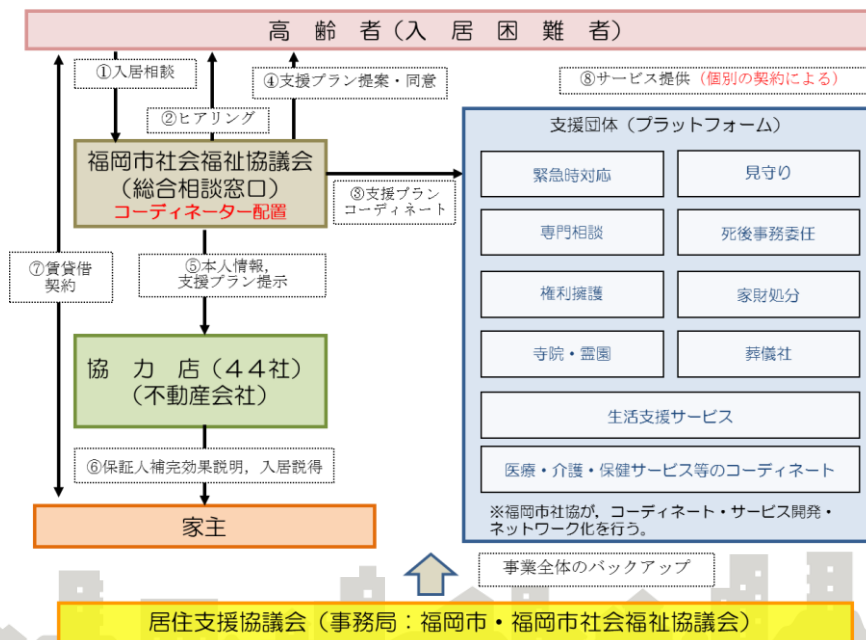 高齢者（入居困難者）
①入居相談
②ヒアリング
④支援プラン提案・同意
⑧サービス提供（個別の契約による）
福岡市社会福祉協議会
（総合相談窓口）
コーディネーター配置
③支援プラン
コーディネート
支援団体（プラットフォーム）
緊急時対応
見守り
専門相談
死後事務委任
権利擁護
家財処分
寺院・霊園
葬儀社
生活支援サービス
医療・介護・保健サービス等のコーディネート
※福岡市社協が，コーディネート・サービス開発・
ネットワーク化を行う。
⑦賃貸借
契約
⑤本人情報，
支援プラン提示
協力店（４４社）
（不動産会社）
⑥保証人補完効果説明，入居説得
家主
事業全体のバックアップ
居住支援協議会（事務局：福岡市・福岡市社会福祉協議会）